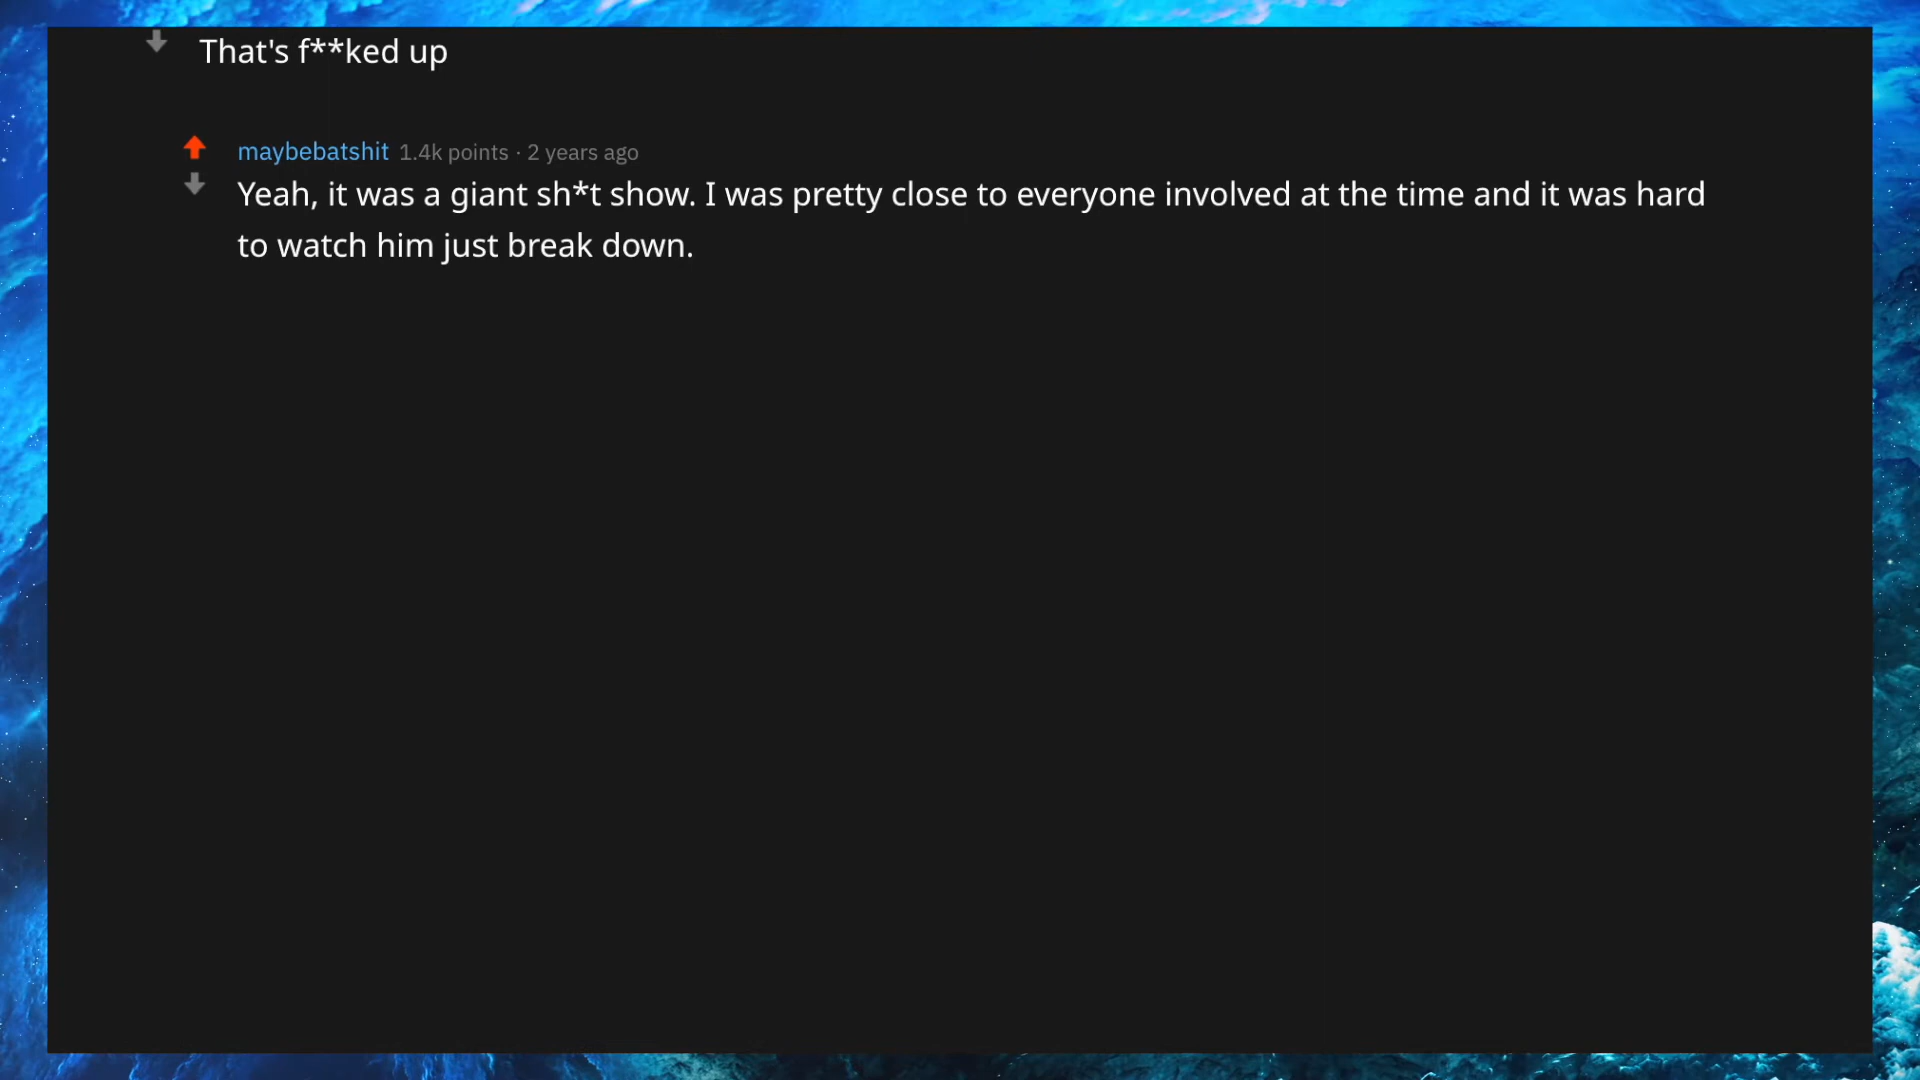 That's f**ked up
maybebatshit 1.4k points · 2 years ago
Yeah, it was a giant sh*t show. I was pretty close to everyone involved at the time and it was hard
to watch him just break down.